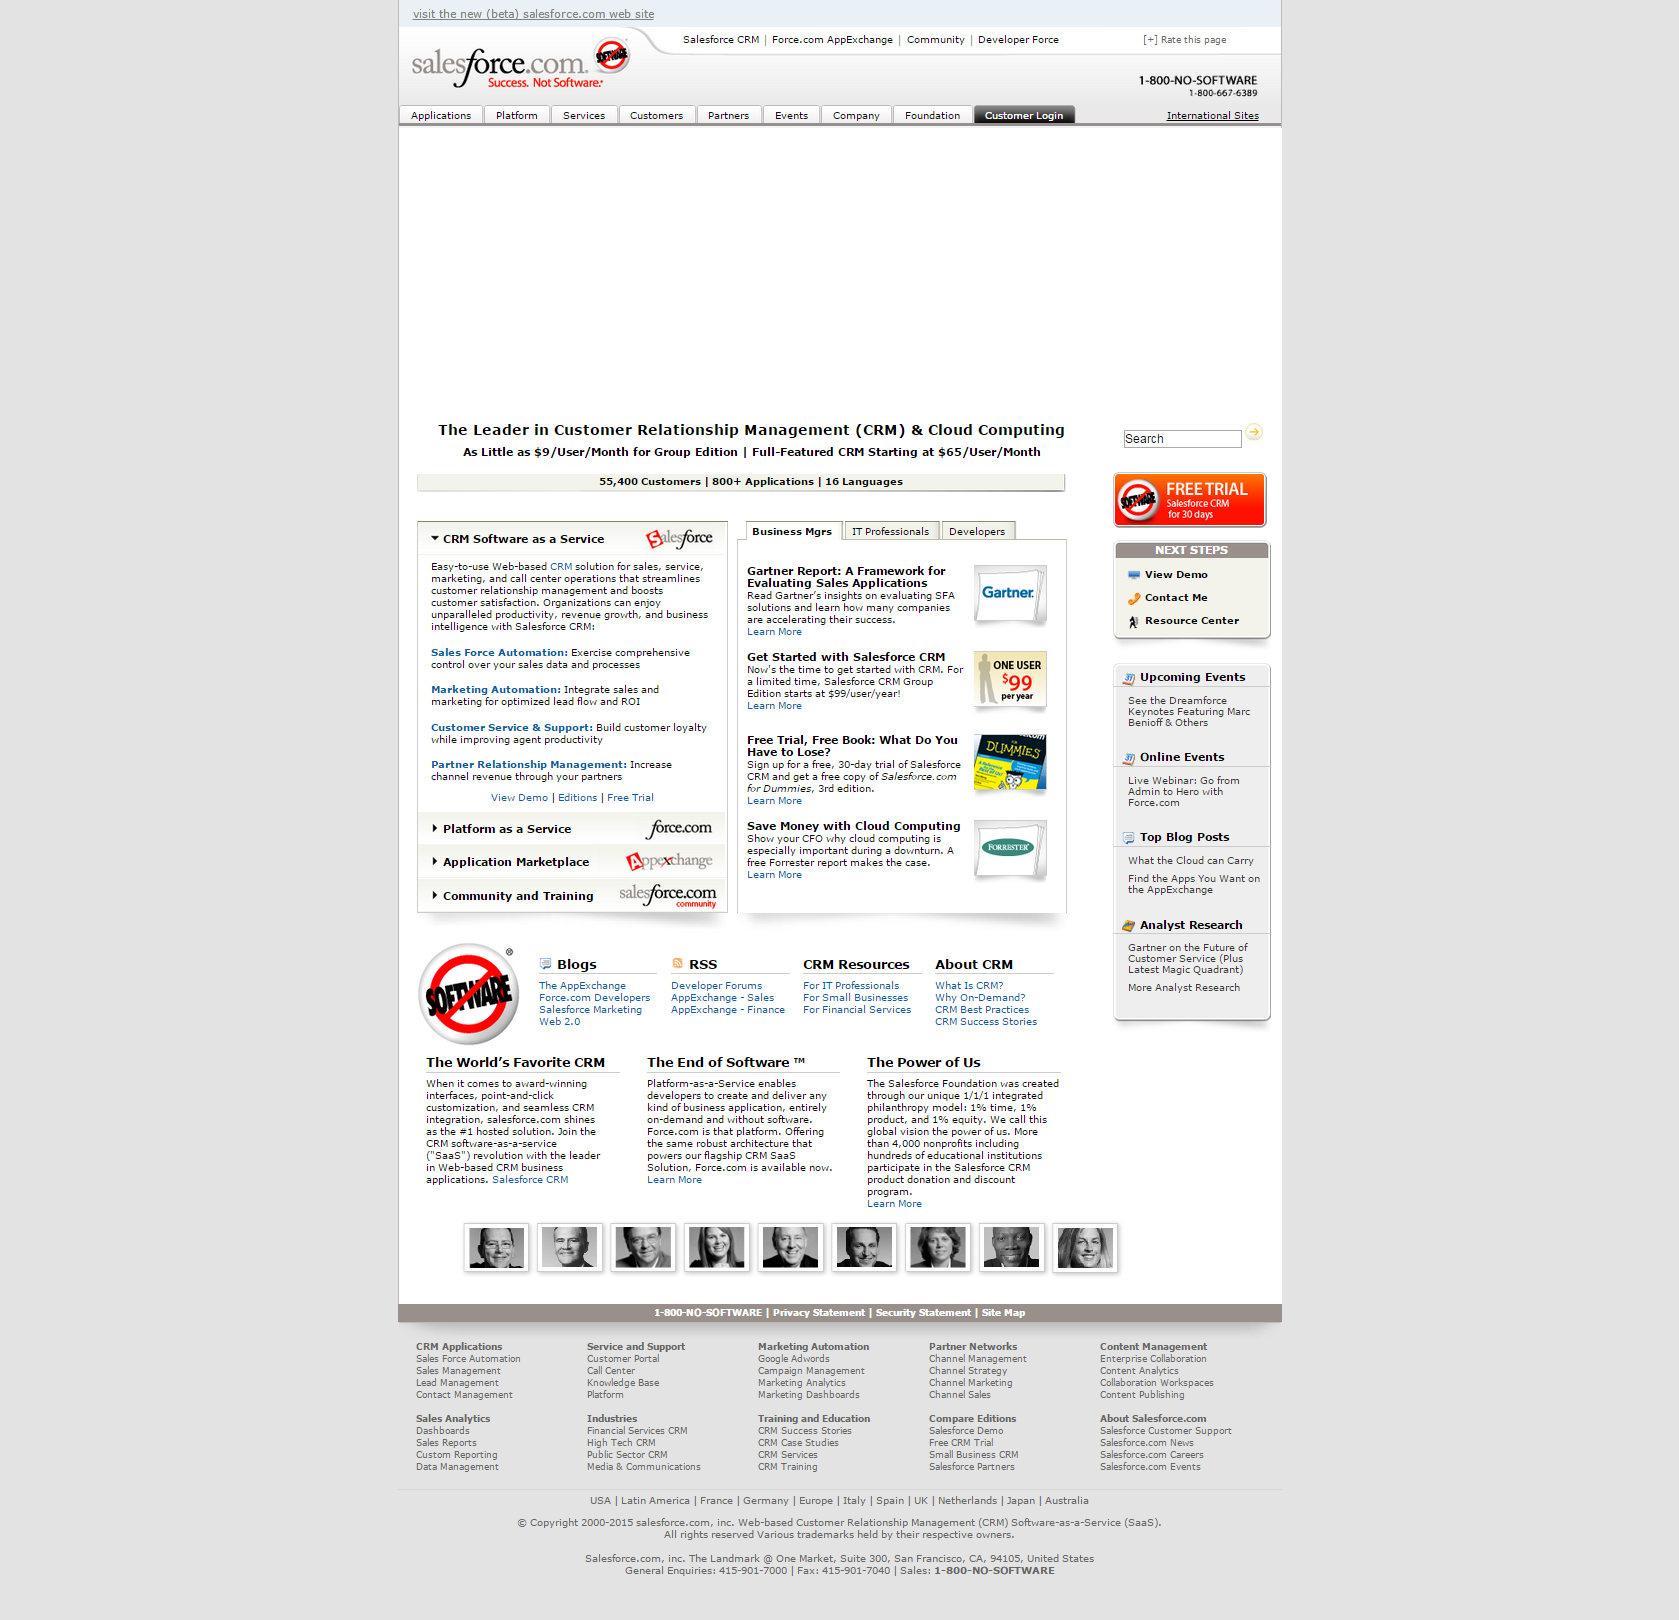 visit the new (beta) salesforce.com web site
Salesforce CRM | Force.com AppExchange | Community | Developer Force
[+] Rate this page
salesforce.com.
SOFTWARE
Success. Not Software.®
1-800-NO-SOFTWARE
1-800-667-6389
Applications
Platform
Services
Customers
Partners
Events
Company
Foundation
Customer Login
International Sites
The Leader in Customer Relationship Management (CRM) & Cloud Computing
As Little as $9/User/Month for Group Edition | Full-Featured CRM Starting at $65/User/Month
55,400 Customers | 800+ Applications | 16 Languages
Search
SOFTWARE
FREE TRIAL
Salesforce CRM
for 30 days
NEXT STEPS
View Demo
Contact Me
Resource Center
CRM Software as a Service
Salesforce
Easy-to-use Web-based CRM solution for sales, service,
marketing, and call center operations that streamlines
customer relationship management and boosts
customer satisfaction. Organizations can enjoy
unparalleled productivity, revenue growth, and business
intelligence with Salesforce CRM:
Sales Force Automation: Exercise comprehensive
control over your sales data and processes
Marketing Automation: Integrate sales and
marketing for optimized lead flow and ROI
Customer Service & Support: Build customer loyalty
while improving agent productivity
Partner Relationship Management: Increase
channel revenue through your partners
View Demo | Editions | Free Trial
Platform as a Service
force.com
Application Marketplace
Appexchange
Community and Training
salesforce.com
community
Business Mgrs
IT Professionals
Developers
Gartner Report: A Framework for
Evaluating Sales Applications
Read Gartner's insights on evaluating SFA
solutions and learn how many companies
are accelerating their success.
Learn More
Gartner.
Get Started with Salesforce CRM
Now's the time to get started with CRM. For
a limited time, Salesforce CRM Group
Edition starts at $99/user/year!
Learn More
ONE USER
$99
per year
Free Trial, Free Book: What Do You
Have to Lose?
Sign up for a free, 30-day trial of Salesforce
CRM and get a free copy of Salesforce.com
for Dummies, 3rd edition.
Learn More
DUMMIES
Save Money with Cloud Computing
Show your CFO why cloud computing is
especially important during a downturn. A
free Forrester report makes the case.
Learn More
FORRESTER
Upcoming Events
See the Dreamforce
Keynotes Featuring Marc
Benioff & Others
Online Events
Live Webinar: Go from
Admin to Hero with
Force.com
Top Blog Posts
What the Cloud can Carry
Find the Apps You Want on
the AppExchange
Analyst Research
Gartner on the Future of
Customer Service (Plus
Latest Magic Quadrant)
More Analyst Research
SOFTWARE
®
Blogs
The AppExchange
Force.com Developers
Salesforce Marketing
Web 2.0
RSS
Developer Forums
AppExchange - Sales
AppExchange - Finance
CRM Resources
For IT Professionals
For Small Businesses
For Financial Services
About CRM
What Is CRM?
Why On-Demand?
CRM Best Practices
CRM Success Stories
The World's Favorite CRM
When it comes to award-winning
interfaces, point-and-click
customization, and seamless CRM
integration, salesforce.com shines
as the #1 hosted solution. Join the
CRM software-as-a-service
("SaaS") revolution with the leader
in Web-based CRM business
applications. Salesforce CRM
The End of Software ™
Platform-as-a-Service enables
developers to create and deliver any
kind of business application, entirely
on-demand and without software.
Force.com is that platform. Offering
the same robust architecture that
powers our flagship CRM SaaS
Solution, Force.com is available now.
Learn More
The Power of Us
The Salesforce Foundation was created
through our unique 1/1/1 integrated
philanthropy model: 1% time, 1%
product, and 1% equity. We call this
global vision the power of us. More
than 4,000 nonprofits including
hundreds of educational institutions
participate in the Salesforce CRM
product donation and discount
program.
Learn More
1-800-NO-SOFTWARE | Privacy Statement | Security Statement | Site Map
CRM Applications
Sales Force Automation
Sales Management
Lead Management
Contact Management
Service and Support
Customer Portal
Call Center
Knowledge Base
Platform
Marketing Automation
Google Adwords
Campaign Management
Marketing Analytics
Marketing Dashboards
Partner Networks
Channel Management
Channel Strategy
Channel Marketing
Channel Sales
Content Management
Enterprise Collaboration
Content Analytics
Collaboration Workspaces
Content Publishing
Sales Analytics
Dashboards
Sales Reports
Custom Reporting
Data Management
Industries
Financial Services CRM
High Tech CRM
Public Sector CRM
Media & Communications
Training and Education
CRM Success Stories
CRM Case Studies
CRM Services
CRM Training
Compare Editions
Salesforce Demo
Free CRM Trial
Small Business CRM
Salesforce Partners
About Salesforce.com
Salesforce Customer Support
Salesforce.com News
Salesforce.com Careers
Salesforce.com Events
USA | Latin America | France | Germany | Europe | Italy | Spain | UK | Netherlands | Japan | Australia
© Copyright 2000-2015 salesforce.com, inc. Web-based Customer Relationship Management (CRM) Software-as-a-Service (SaaS).
All rights reserved Various trademarks held by their respective owners.
Salesforce.com, inc. The Landmark @ One Market, Suite 300, San Francisco, CA, 94105, United States
General Enquiries: 415-901-7000 | Fax: 415-901-7040 | Sales: 1-800-NO-SOFTWARE